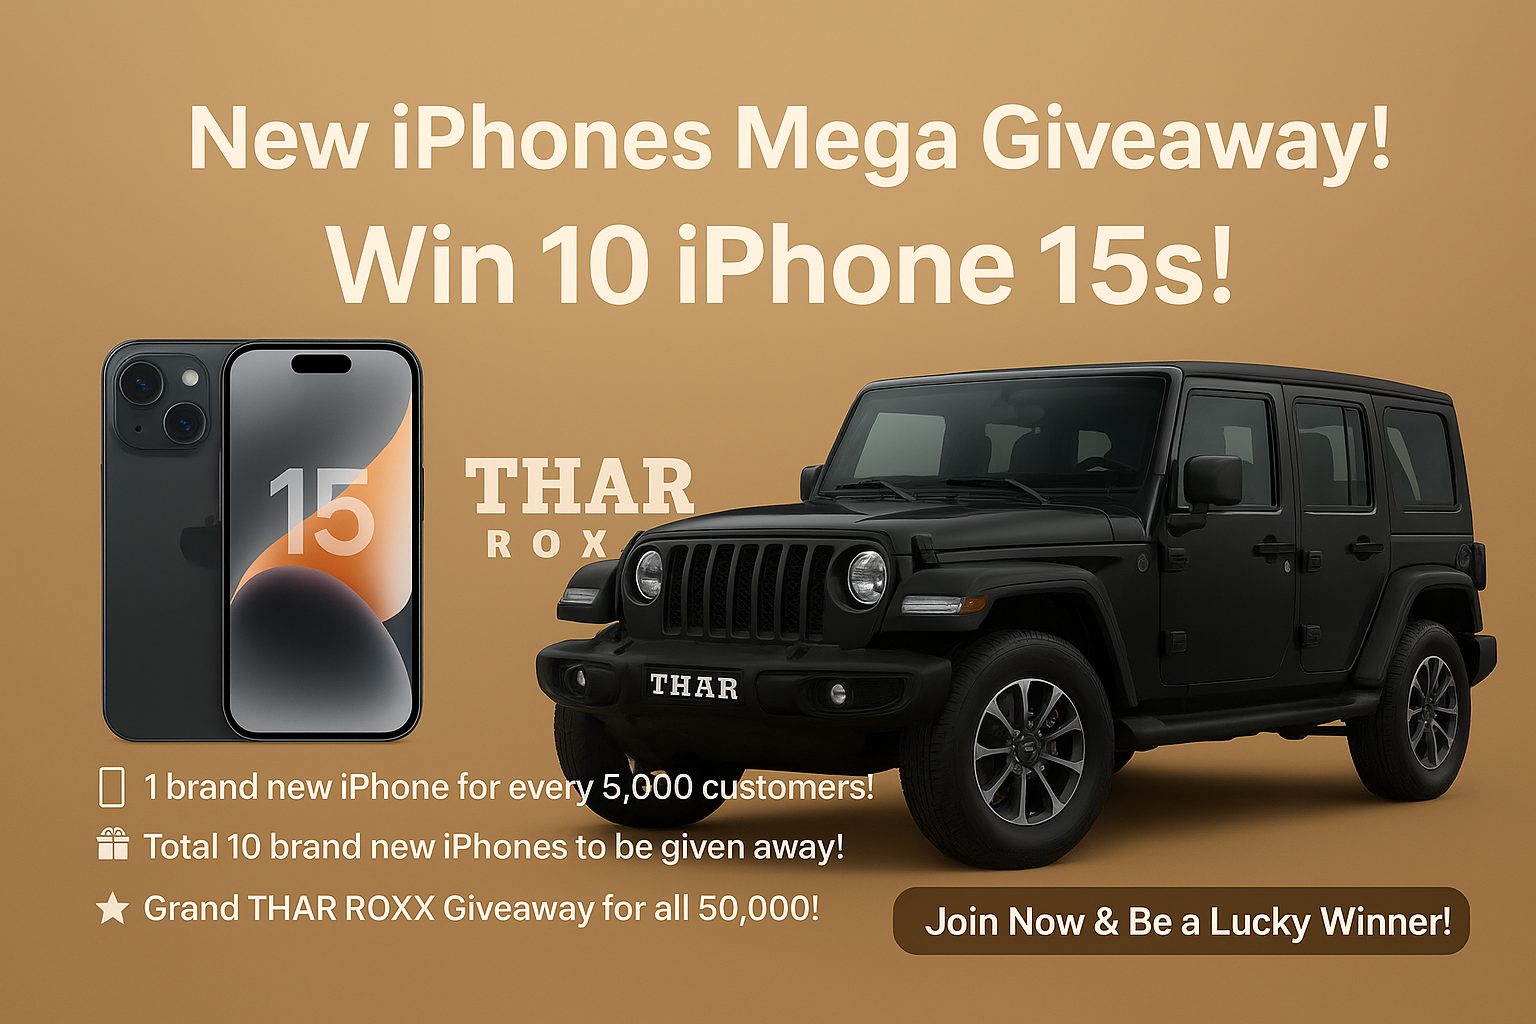 New iPhones Mega Giveaway!
Win 10 iPhone 15s!
15
THAR
ROX
THAR
1 brand new iPhone for every 5,000 customers!
Total 10 brand new iPhones to be given away!
Grand THAR ROXX Giveaway for all 50,000!
Join Now & Be a Lucky Winner!